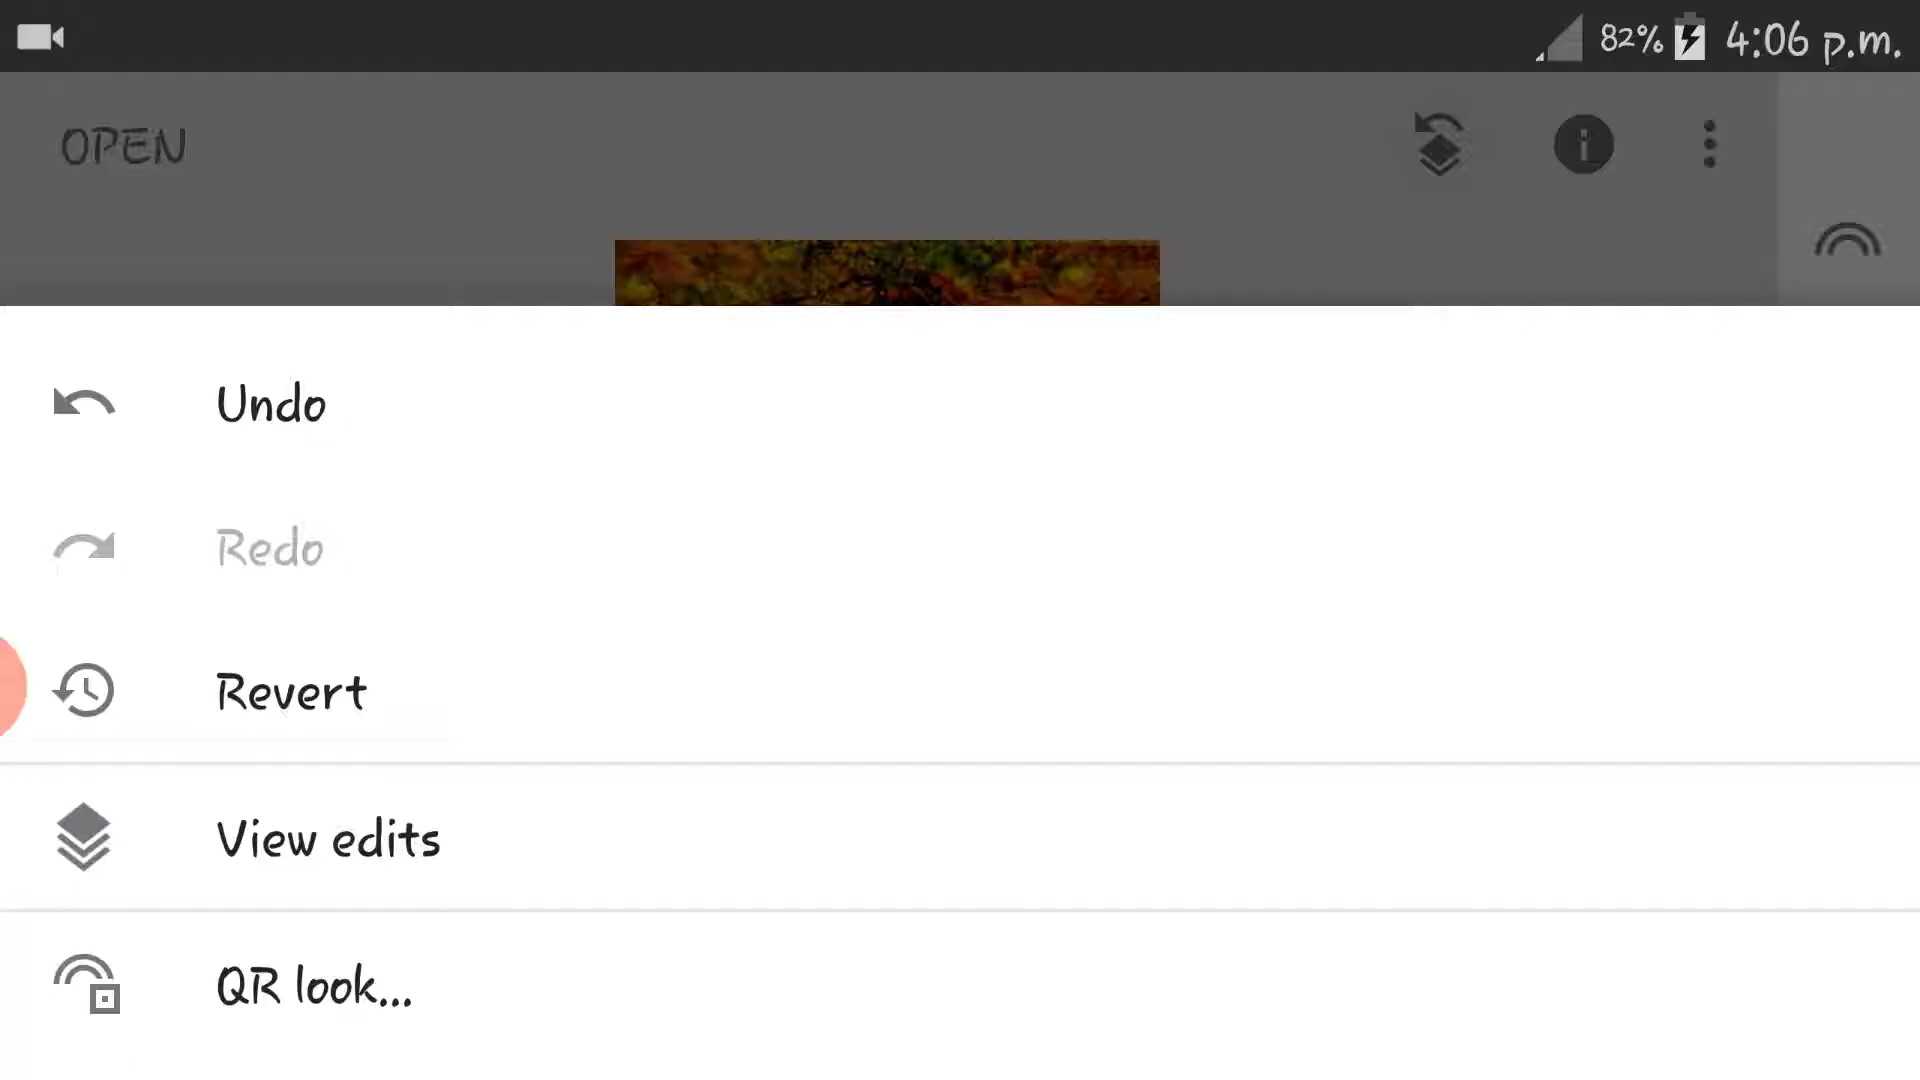 82% 4:06 p.m.
OPEN
Undo
Redo
Revert
View edits
QR look...